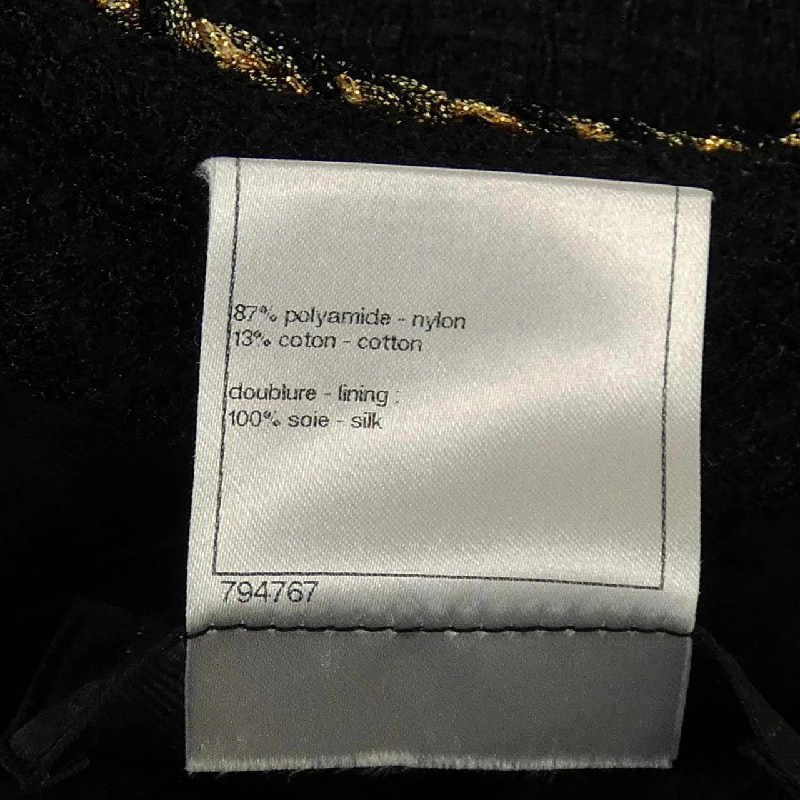 87% polyamide - nylon
13% coton - cotton
doublure - lining :
100% soie - silk
794767